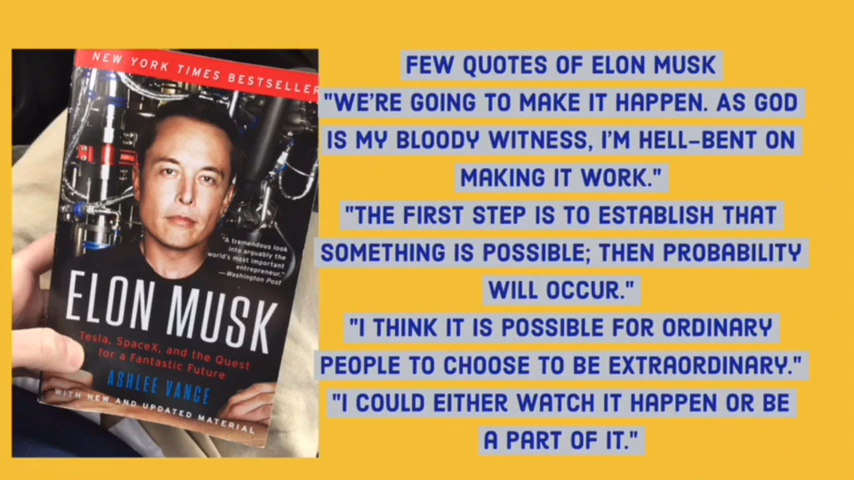 NEW YORK TIMES BESTSELLER
"A tremendous look
into arguably the
world's most important
entrepreneur."
—Washington Post
ELON MUSK
Tesla, SpaceX, and the Quest
for a Fantastic Future
ASHLEE VANCE
WITH NEW AND UPDATED MATERIAL
FEW QUOTES OF ELON MUSK
"WE'RE GOING TO MAKE IT HAPPEN. AS GOD
IS MY BLOODY WITNESS, I'M HELL-BENT ON
MAKING IT WORK."
"THE FIRST STEP IS TO ESTABLISH THAT
SOMETHING IS POSSIBLE; THEN PROBABILITY
WILL OCCUR."
"I THINK IT IS POSSIBLE FOR ORDINARY
PEOPLE TO CHOOSE TO BE EXTRAORDINARY."
"I COULD EITHER WATCH IT HAPPEN OR BE
A PART OF IT."